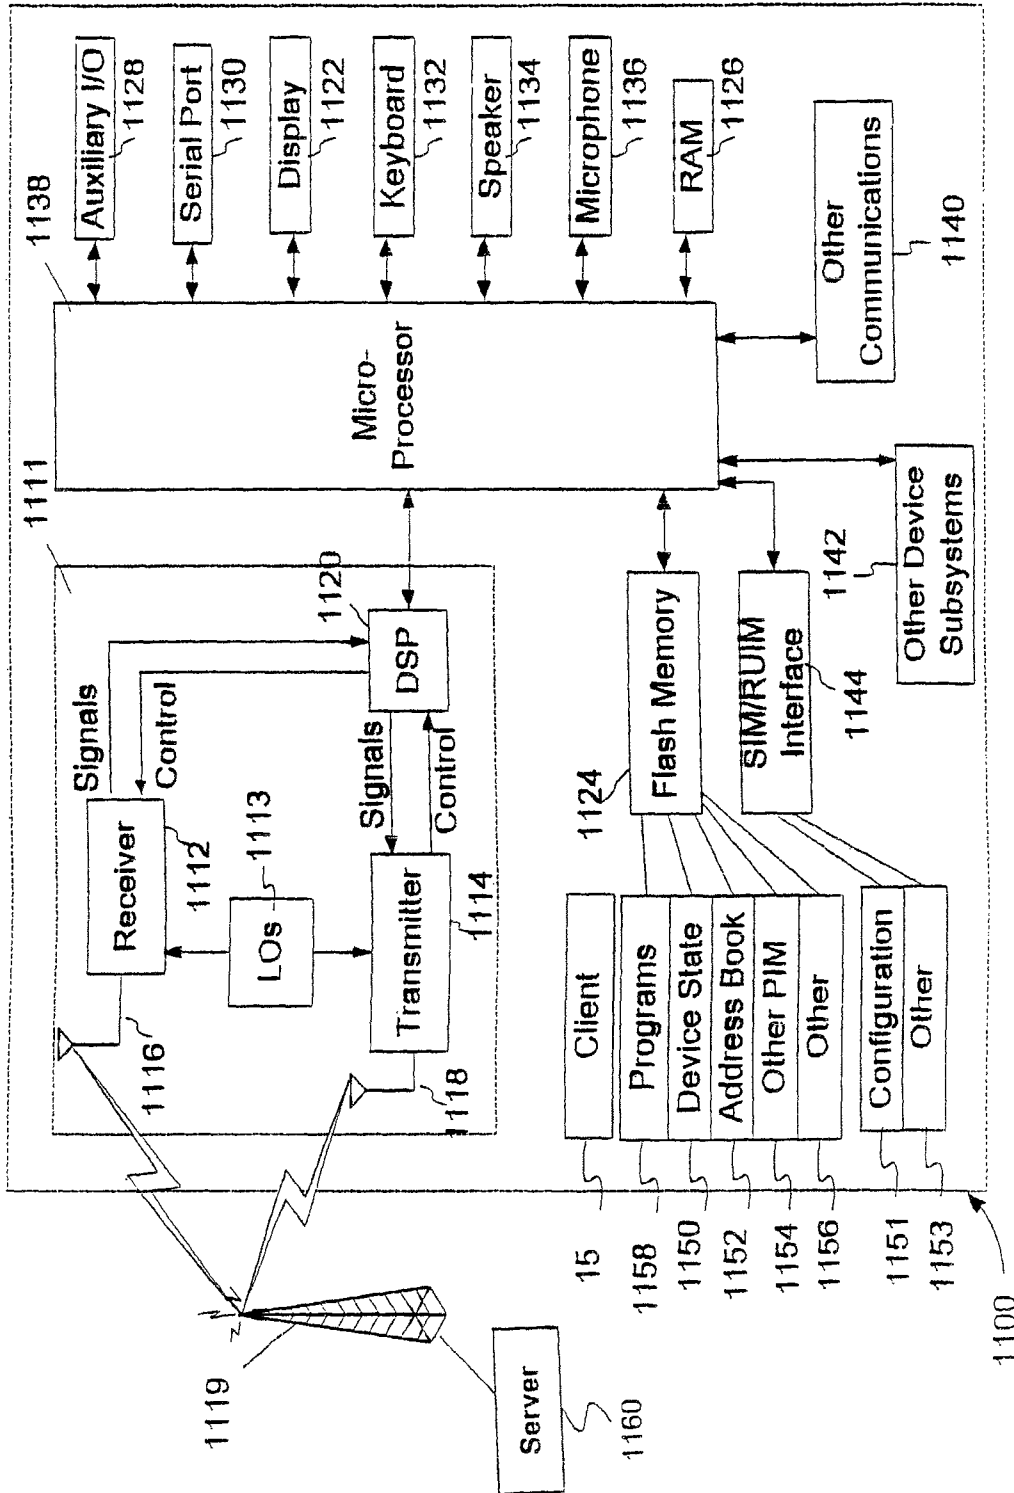 1138
Auxiliary I/O
1128
Serial Port
1130
Display
1122
Keyboard
1132
Speaker
1134
Microphone
1136
RAM
1126
Micro-
Processor
Other
Communications
1140
1111
1120
DSP
Signals
Control
Signals
Control
Receiver
1112
LOs
1113
Transmitter
1114
1116
1118
1119
Server
1160
1124
Flash Memory
SIM/RUIM
Interface
1144
1142
Other Device
Subsystems
Client
Programs
Device State
Address Book
Other PIM
Other
Configuration
Other
15
1158
1150
1152
1154
1156
1151
1153
1100